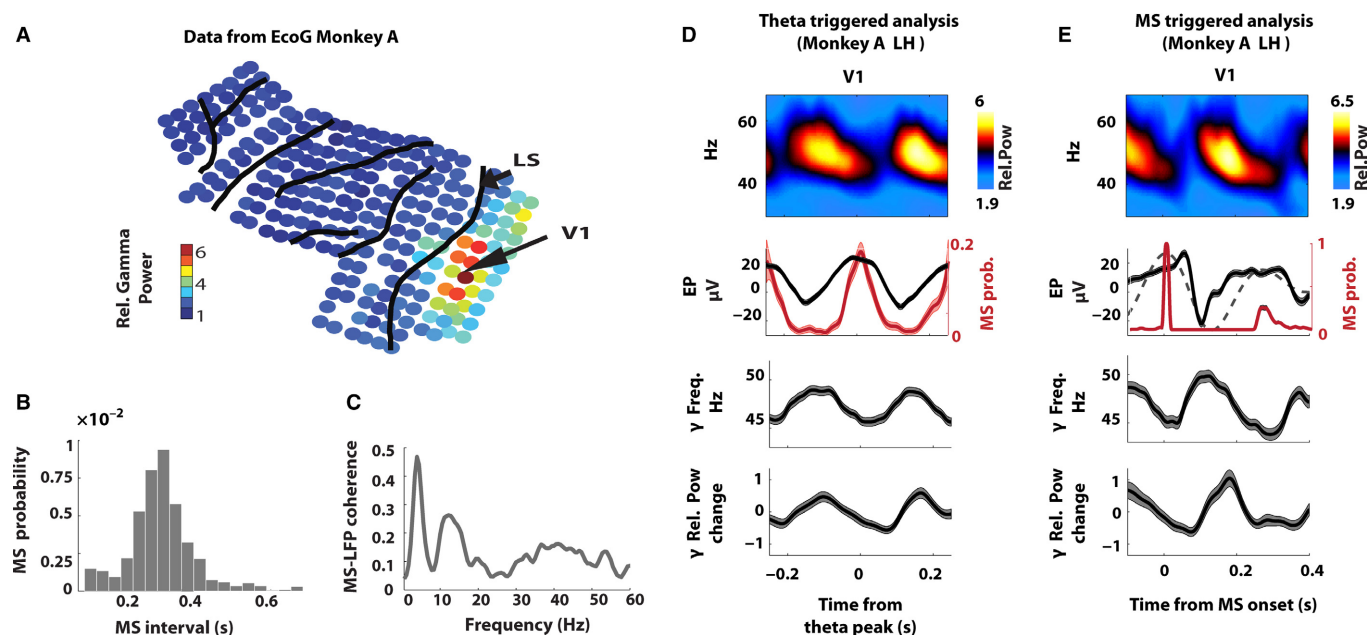 A
Data from EcoG Monkey A
LS
V1
Rel. Gamma
Power
6
4
1
B
×10⁻²
MS probability
1
0.75
0.5
0.25
0
0.2
0.4
0.6
MS interval (s)
C
MS-LFP coherence
0.5
0.4
0.3
0.2
0.1
0
0
10
20
30
40
50
60
Frequency (Hz)
D
Theta triggered analysis
(Monkey A LH )
V1
Hz
60
40
6
Rel.Pow
1.9
EP
µV
20
0
−20
0.2
MS prob.
0
γ Freq.
Hz
50
45
γ Rel. Pow
change
1
0
−1
−0.2
0
0.2
Time from
theta peak (s)
E
MS triggered analysis
(Monkey A LH )
V1
Hz
60
40
6.5
Rel.Pow
1.9
EP
µV
20
0
−20
1
MS prob.
0
γ Freq.
Hz
50
45
γ Rel. Pow
change
1
0
−1
0
0.2
0.4
Time from MS onset (s)